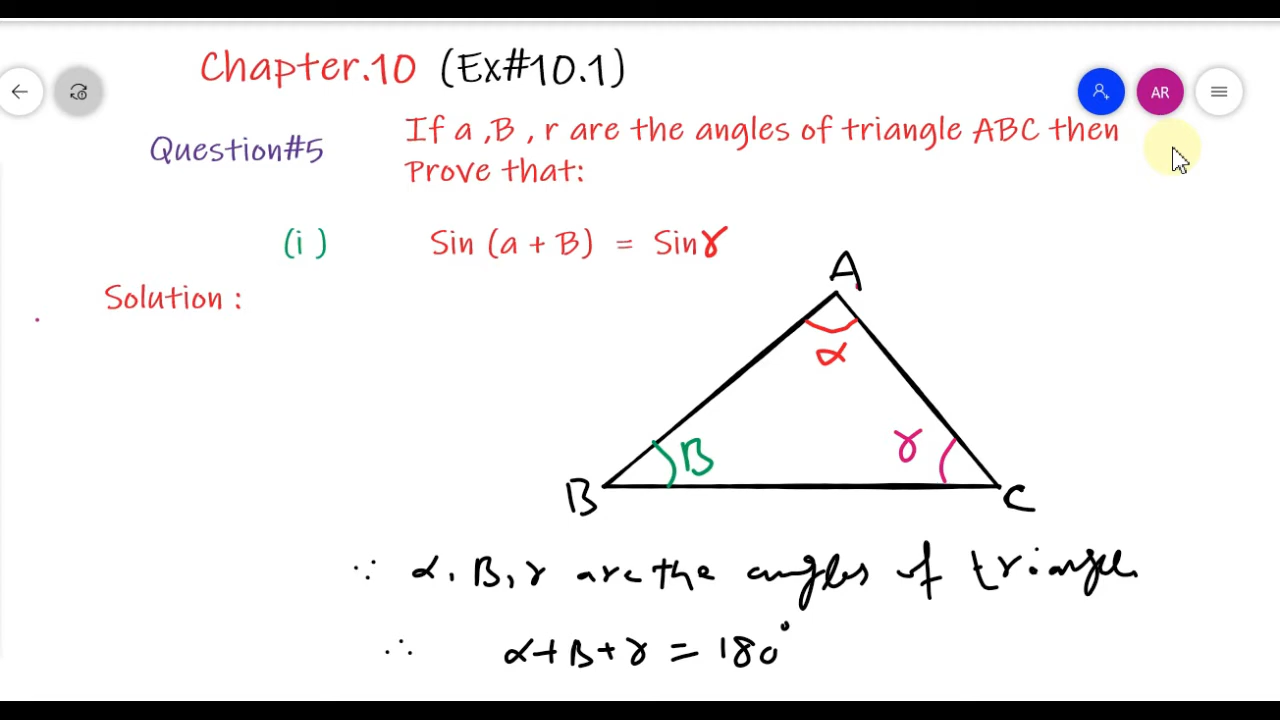 Chapter.10 (Ex#10.1)
AR
Question#5
If a ,B , r are the angles of triangle ABC then
Prove that:
(i ) Sin (a + B) = Sinɣ
Solution :
A
α
B
ɣ
B
C
∵ α, B, r are the angles of triangle
∴ α+B+ɣ = 180°